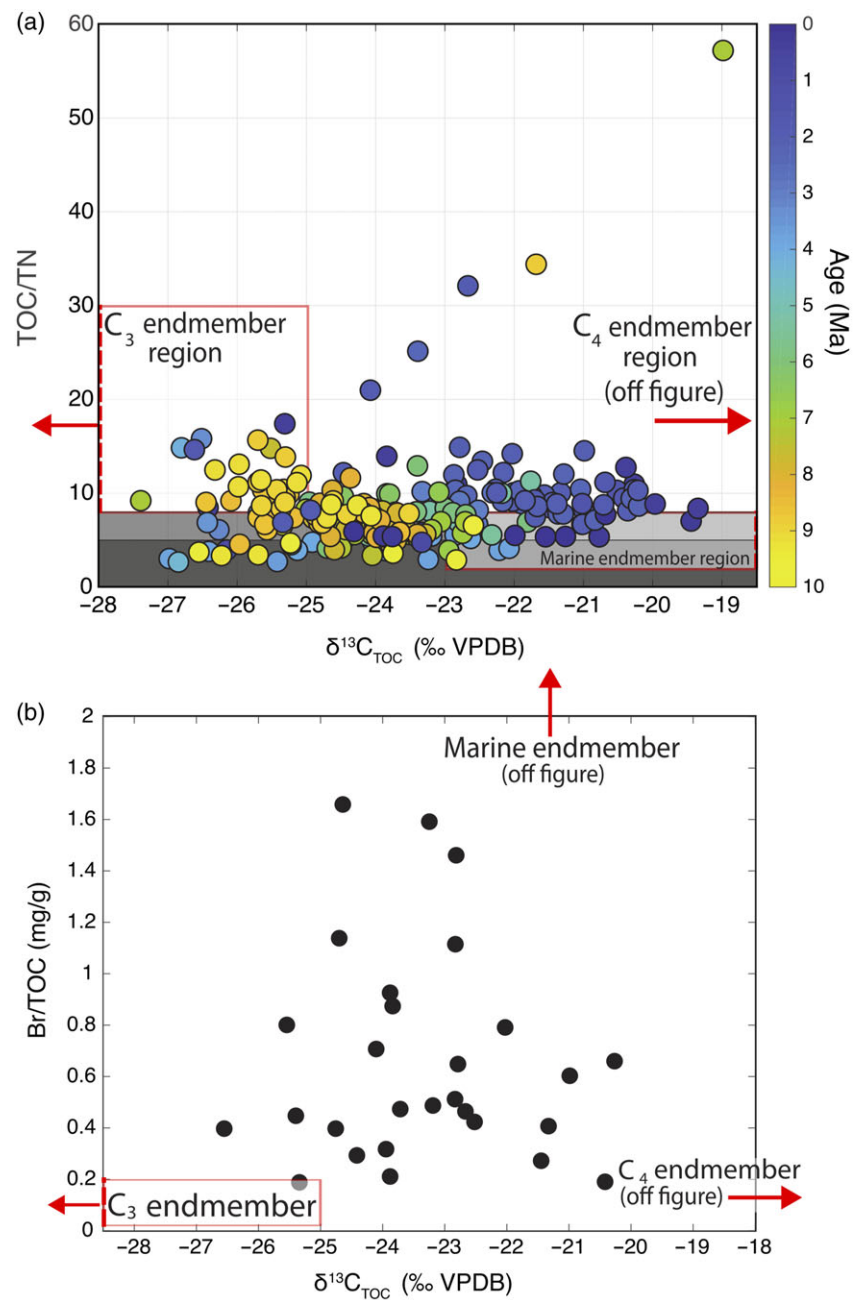 (a)
60
50
40
30
20
10
0
TOC/TN
C₃ endmember
region
C₄ endmember
region
(off figure)
Marine endmember region
−28
−27
−26
−25
−24
−23
−22
−21
−20
−19
δ¹³C_TOC (‰ VPDB)
0
1
2
3
4
5
6
7
8
9
10
Age (Ma)
(b)
2
1.8
1.6
1.4
1.2
1
0.8
0.6
0.4
0.2
0
Br/TOC (mg/g)
Marine endmember
(off figure)
C₃ endmember
C₄ endmember
(off figure)
−28
−27
−26
−25
−24
−23
−22
−21
−20
−19
−18
δ¹³C_TOC (‰ VPDB)